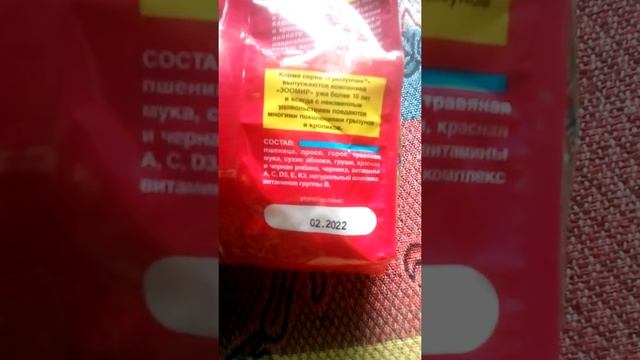 Корма серии «Грызунчик»
выпускаются компанией
«ЗООМИР» уже более 10 лет
и всегда с неизменным
удовольствием поедаются
многими поколениями грызунов
и кроликов.
СОСТАВ:
пшеница, просо, горох, травяная
мука, сухие яблоки, груши, красная
и черная рябина, черника, витамины
А, С, D3, Е, К3, натуральный комплекс
витаминов группы В.
02.2022